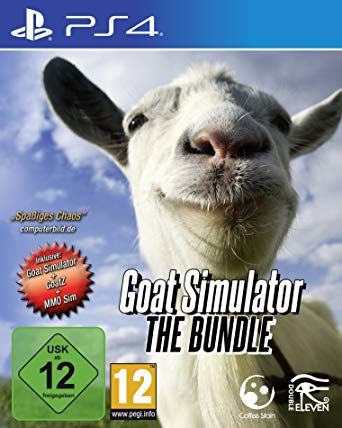 PS4
„Spaßiges Chaos“
computerbild.de
Inklusive:
Goat Simulator
+
GoatZ
+
MMO Sim
Goat Simulator
THE BUNDLE
USK
ab
12
freigegeben
12
www.pegi.info
Coffee Stain
DOUBLE
ELEVEN